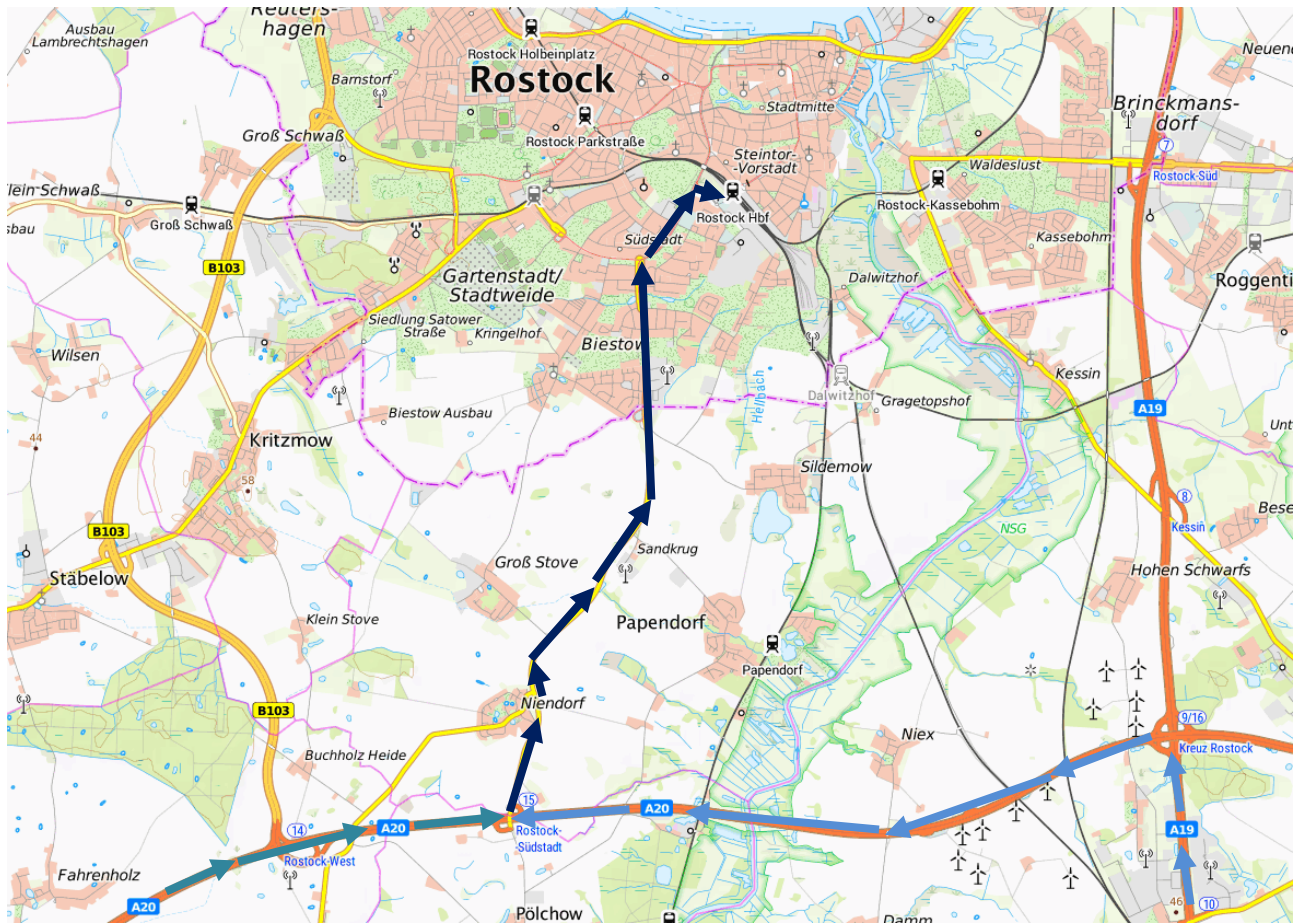 Reuters-
hagen
Ausbau
Lambrechtshagen
Rostock Holbeinplatz
Neuen
Barnstorf
Rostock
Stadtmitte
Brinckmans-
dorf
Groß Schwaß
Rostock Parkstraße
7
Steintor-
Vorstadt
Waldeslust
Rostock-Süd
Klein Schwaß
Groß Schwaß
Rostock Hbf
Rostock-Kassebohm
sbau
Südstadt
Kassebohm
B103
Gartenstadt/
Stadtweide
Dalwitzhof
Roggenti
Siedlung Satower
Straße
Kringelhof
Wilsen
Biestow
Kessin
Hellbach
Dalwitzhof
Gragetopshof
Biestow Ausbau
A19
44
Kritzmow
Unt
58
Sildemow
8
Bese
B103
NSG
Kessin
Sandkrug
Groß Stove
Stäbelow
Hohen Schwarfs
Klein Stove
Papendorf
Papendorf
Niendorf
B103
9/16
Niex
Kreuz Rostock
Buchholz Heide
15
A20
14
A20
Rostock-
Südstadt
A19
Rostock-West
Fahrenholz
A20
46
10
Pölchow
Damm